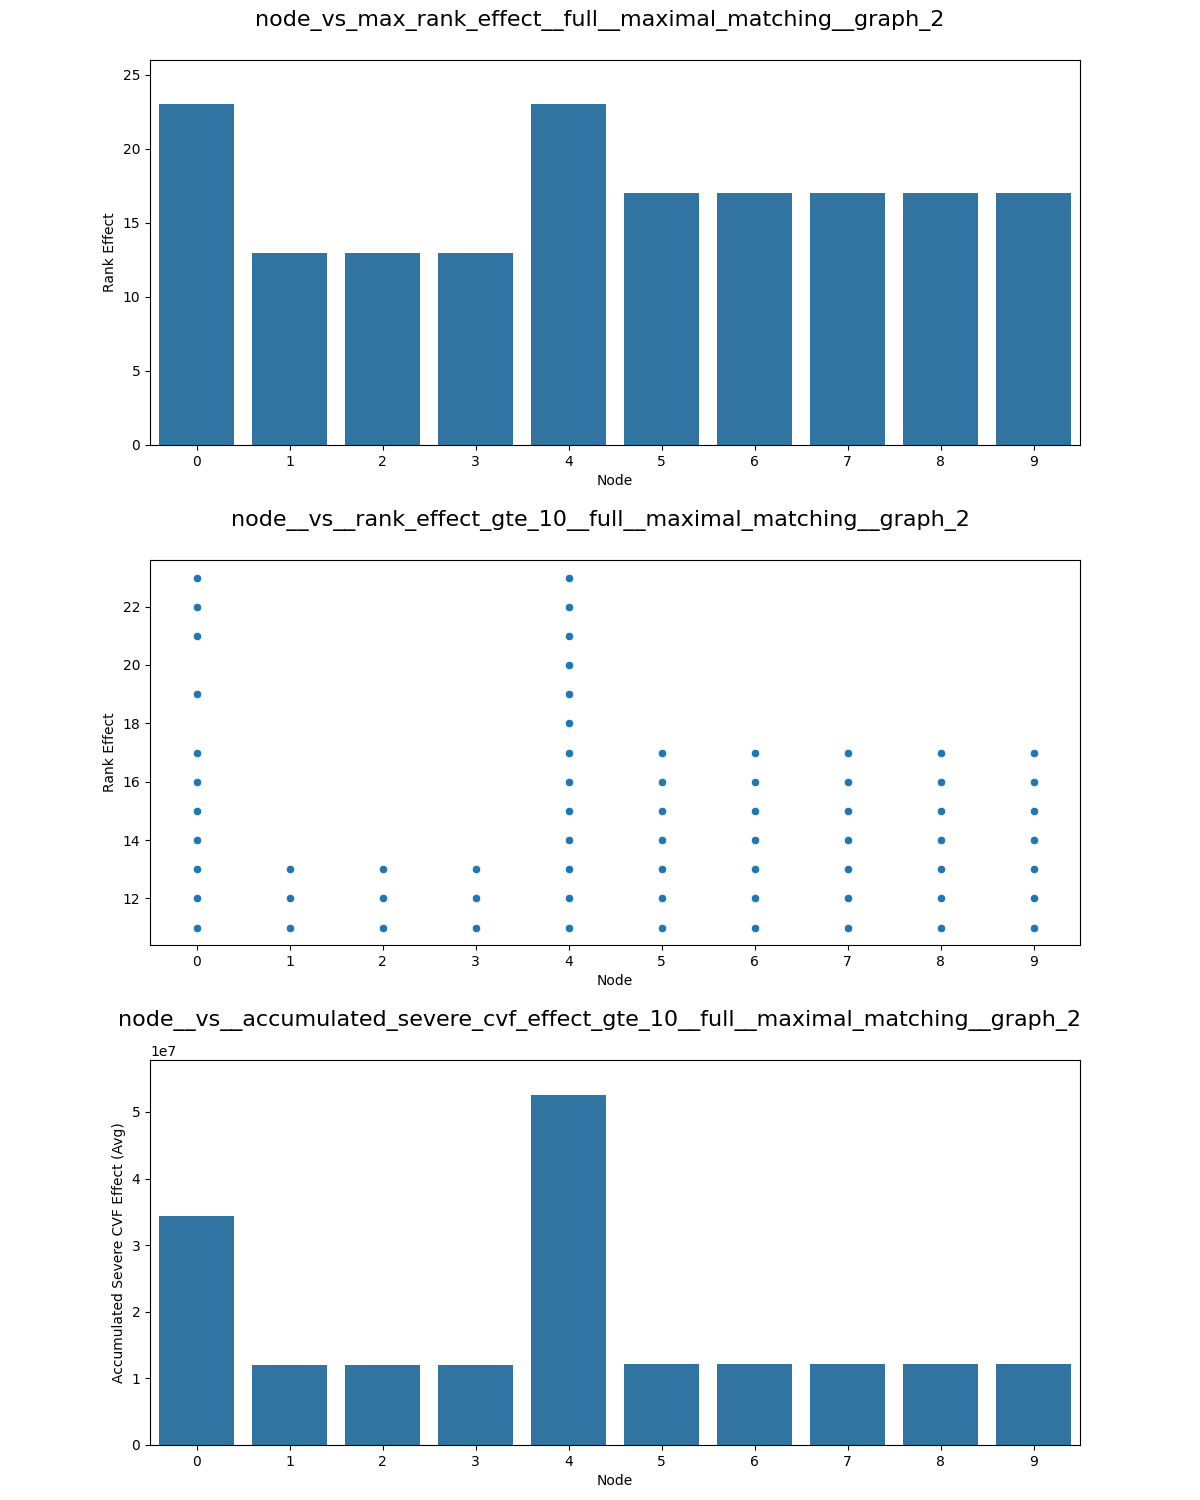 node_vs_max_rank_effect__full__maximal_matching__graph_2
25
20
15
10
5
0
Rank Effect
0 1 2 3 4 5 6 7 8 9
Node
node__vs__rank_effect_gte_10__full__maximal_matching__graph_2
22
20
18
16
14
12
Rank Effect
0 1 2 3 4 5 6 7 8 9
Node
node__vs__accumulated_severe_cvf_effect_gte_10__full__maximal_matching__graph_2
1e7
5
4
3
2
1
0
Accumulated Severe CVF Effect (Avg)
0 1 2 3 4 5 6 7 8 9
Node